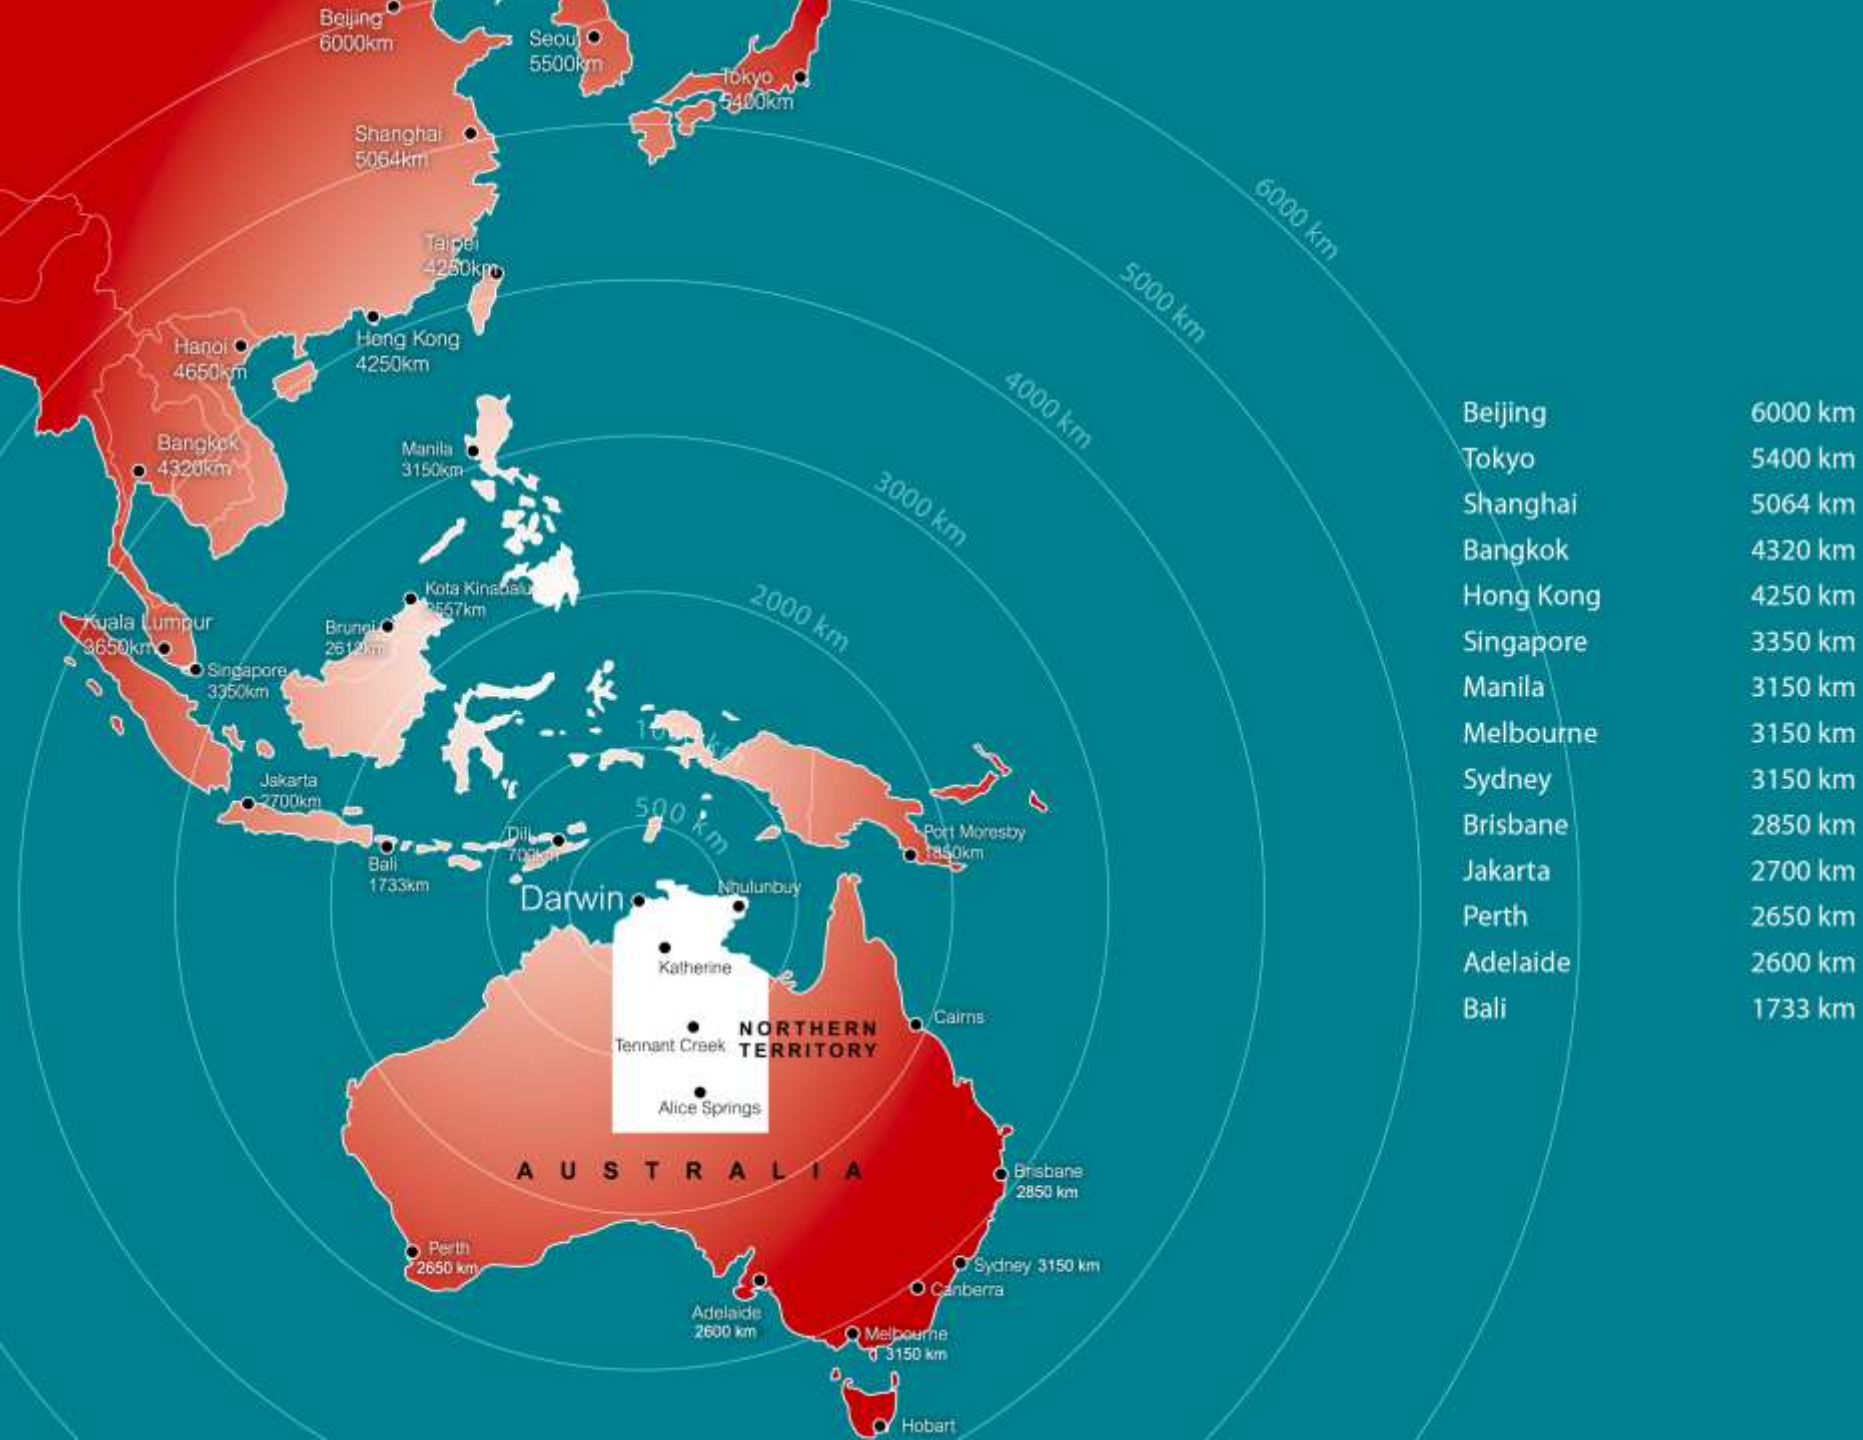 Beijing
6000km
Seoul
5500km
Tokyo
5400km
Shanghai
5064km
6000 km
5000 km
Taipei
4250km
Hong Kong
4250km
Hanoi
4650km
4000 km
Bangkok
4320km
Manila
3150km
3000 km
Kota Kinabalu
2557km
2000 km
Kuala Lumpur
3650km
Brunei
Singapore
3350km
km
Jakarta
2700km
500 km
Dili
700km
Port Moresby
1850km
Bali
1733km
Darwin
Nhulunbuy
Katherine
Cairns
NORTHERN
TERRITORY
Tennant Creek
Alice Springs
AUSTRALIA
Brisbane
2850 km
Perth
2650 km
Sydney 3150 km
Canberra
Adelaide
2600 km
Melbourne
3150 km
Hobart
Beijing 6000 km
Tokyo 5400 km
Shanghai 5064 km
Bangkok 4320 km
Hong Kong 4250 km
Singapore 3350 km
Manila 3150 km
Melbourne 3150 km
Sydney 3150 km
Brisbane 2850 km
Jakarta 2700 km
Perth 2650 km
Adelaide 2600 km
Bali 1733 km